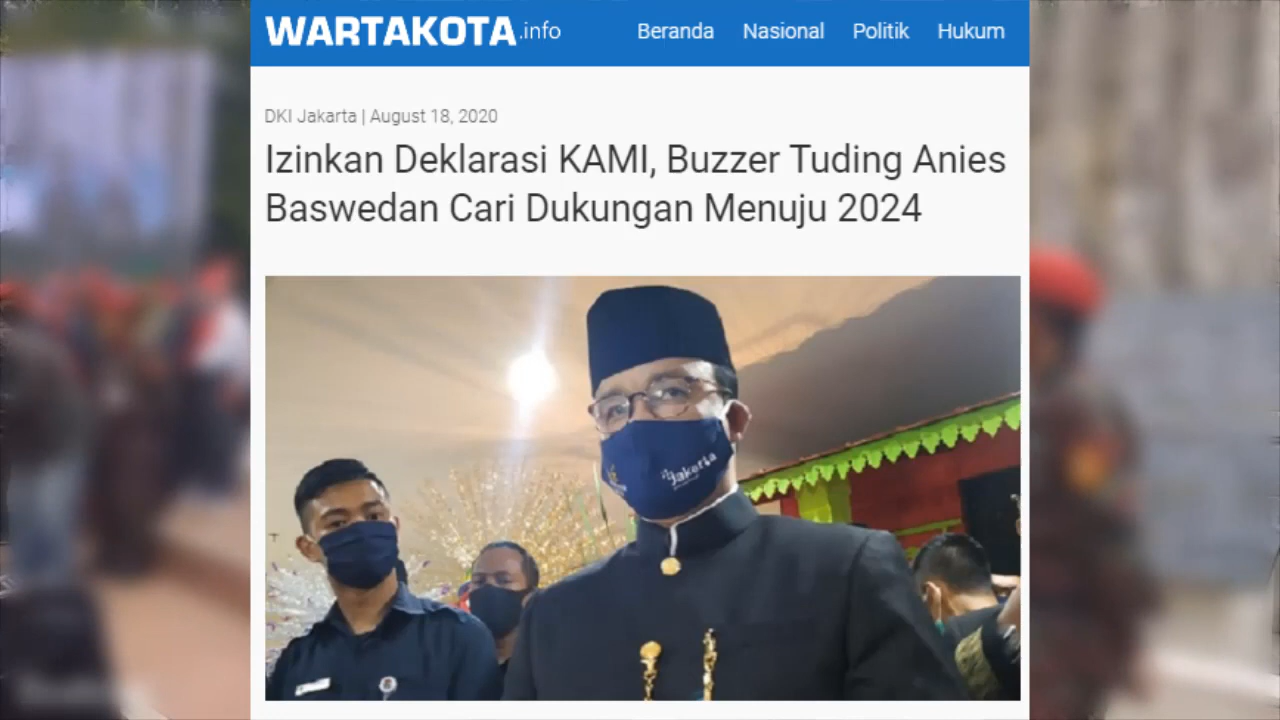 WARTAKOTA.info
Beranda Nasional Politik Hukum
DKI Jakarta | August 18, 2020
Izinkan Deklarasi KAMI, Buzzer Tuding Anies
Baswedan Cari Dukungan Menuju 2024
Jakarta